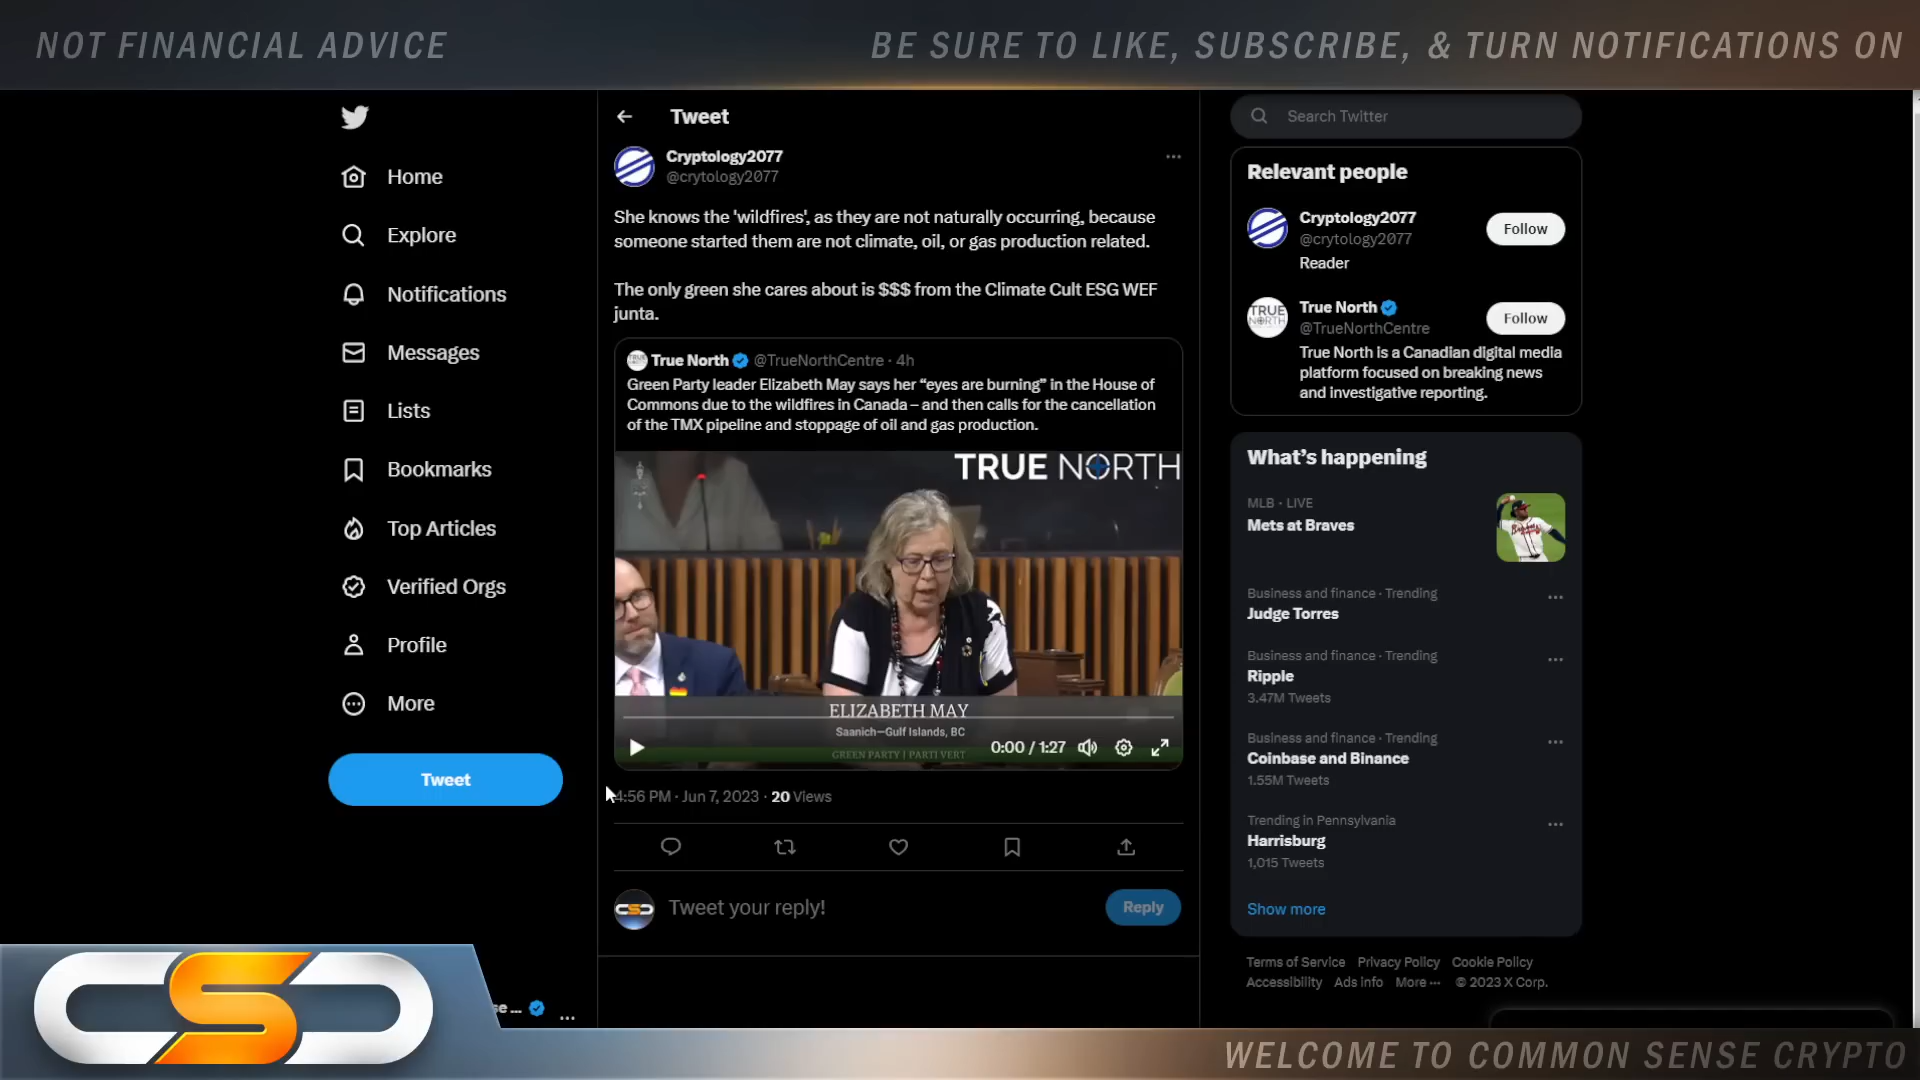 NOT FINANCIAL ADVICE
BE SURE TO LIKE, SUBSCRIBE, & TURN NOTIFICATIONS ON
Home
Explore
Notifications
Messages
Lists
Bookmarks
Top Articles
Verified Orgs
Profile
More
Tweet
se ...
Tweet
Cryptology2077
@crytology2077
She knows the 'wildfires', as they are not naturally occurring, because
someone started them are not climate, oil, or gas production related.
The only green she cares about is $$$ from the Climate Cult ESG WEF
junta.
True North @TrueNorthCentre · 4h
Green Party leader Elizabeth May says her “eyes are burning” in the House of
Commons due to the wildfires in Canada – and then calls for the cancellation
of the TMX pipeline and stoppage of oil and gas production.
TRUE NORTH
ELIZABETH MAY
Saanich—Gulf Islands, BC
GREEN PARTY | PARTI VERT
0:00 / 1:27
4:56 PM · Jun 7, 2023 · 20 Views
Tweet your reply!
Reply
Search Twitter
Relevant people
Cryptology2077
@crytology2077
Follow
Reader
TRUE
NORTH
True North
@TrueNorthCentre
Follow
True North is a Canadian digital media
platform focused on breaking news
and investigative reporting.
What’s happening
MLB · LIVE
Mets at Braves
Business and finance · Trending
Judge Torres
Business and finance · Trending
Ripple
3.47M Tweets
Business and finance · Trending
Coinbase and Binance
1.55M Tweets
Trending in Pennsylvania
Harrisburg
1,015 Tweets
Show more
Terms of Service Privacy Policy Cookie Policy
Accessibility Ads info More ··· © 2023 X Corp.
CSC
WELCOME TO COMMON SENSE CRYPTO